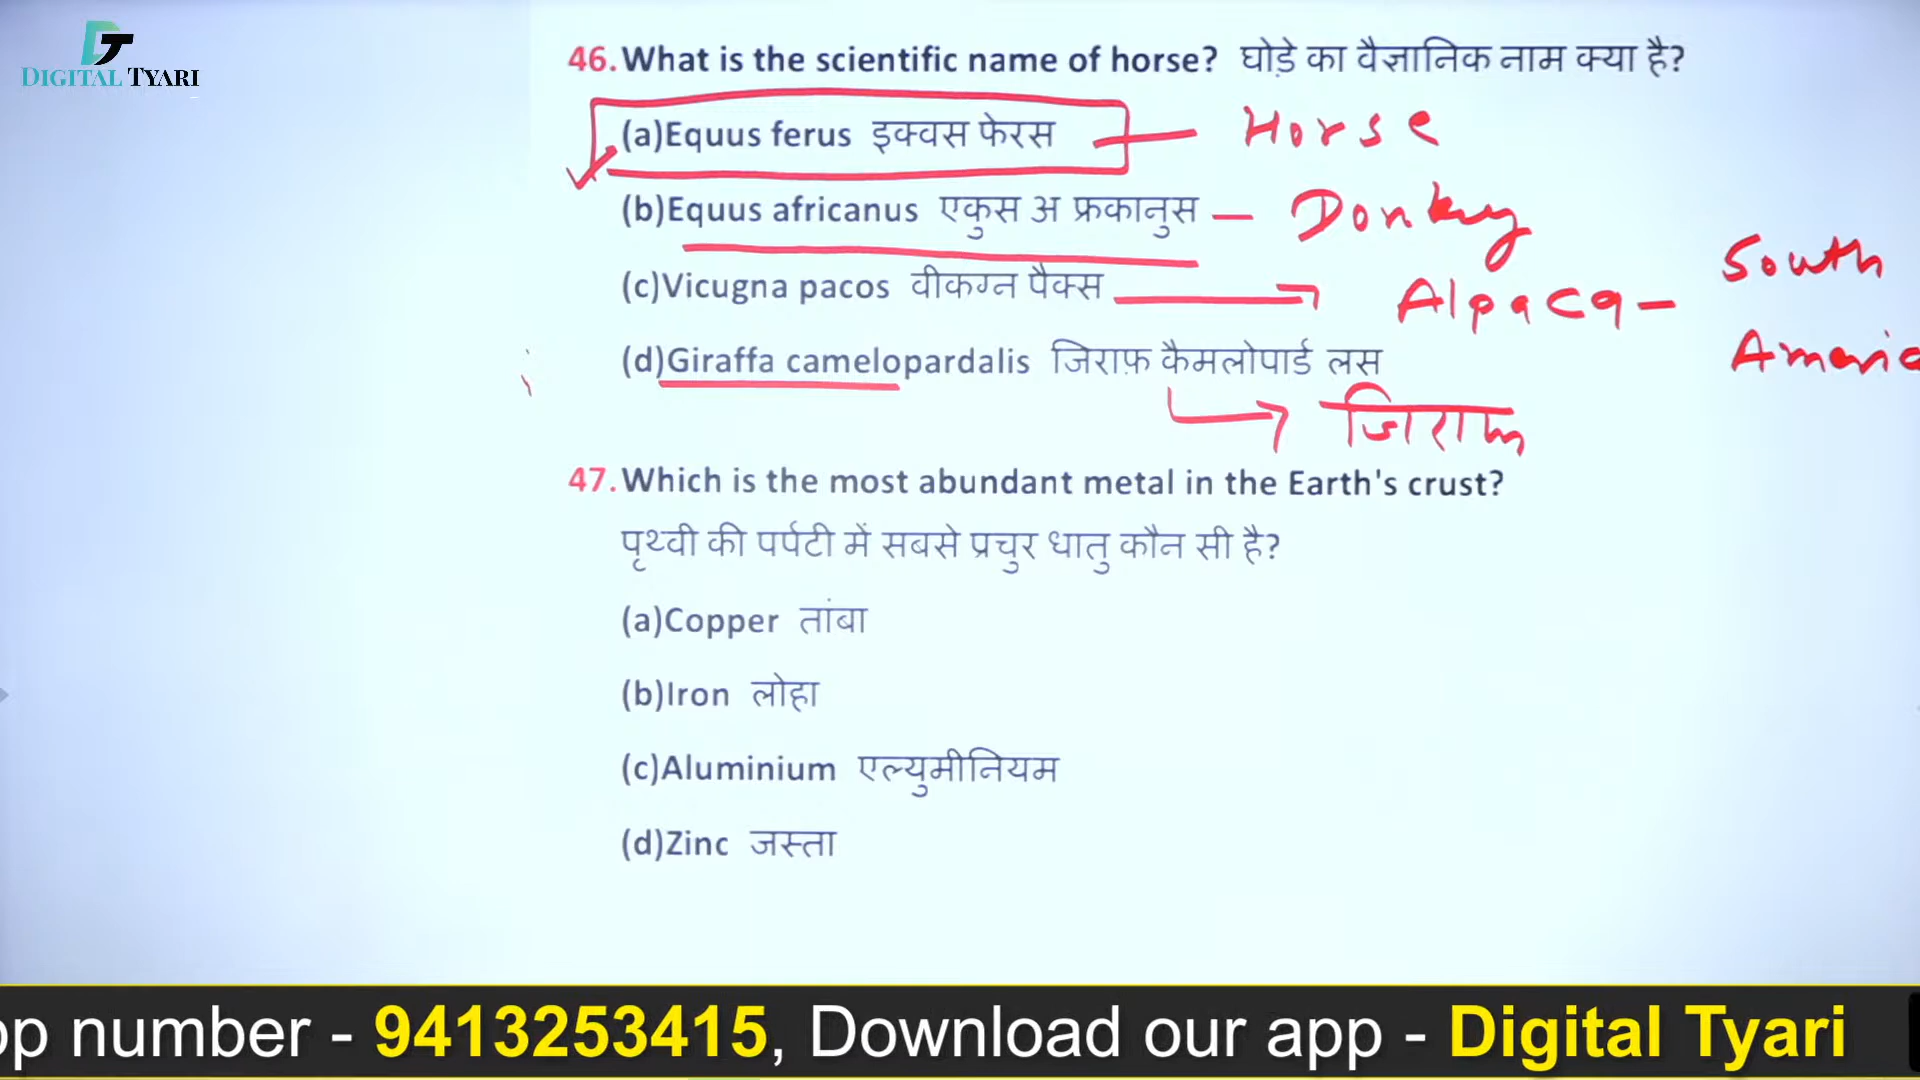 DT
DIGITAL TYARI
46. What is the scientific name of horse? घोड़े का वैज्ञानिक नाम क्या है?
(a)Equus ferus इक्वस फेरस — Horse
(b)Equus africanus एकुस अ फ्रकानुस — Donkey
(c)Vicugna pacos वीकग्न पैक्स → Alpaca — South
(d)Giraffa camelopardalis जिराफ़ कैमलोपार्ड लस
जिराफ
47. Which is the most abundant metal in the Earth's crust?
पृथ्वी की पर्पटी में सबसे प्रचुर धातु कौन सी है?
(a)Copper तांबा
(b)Iron लोहा
(c)Aluminium एल्युमीनियम
(d)Zinc जस्ता
number - 9413253415, Download our app - Digital Tyari